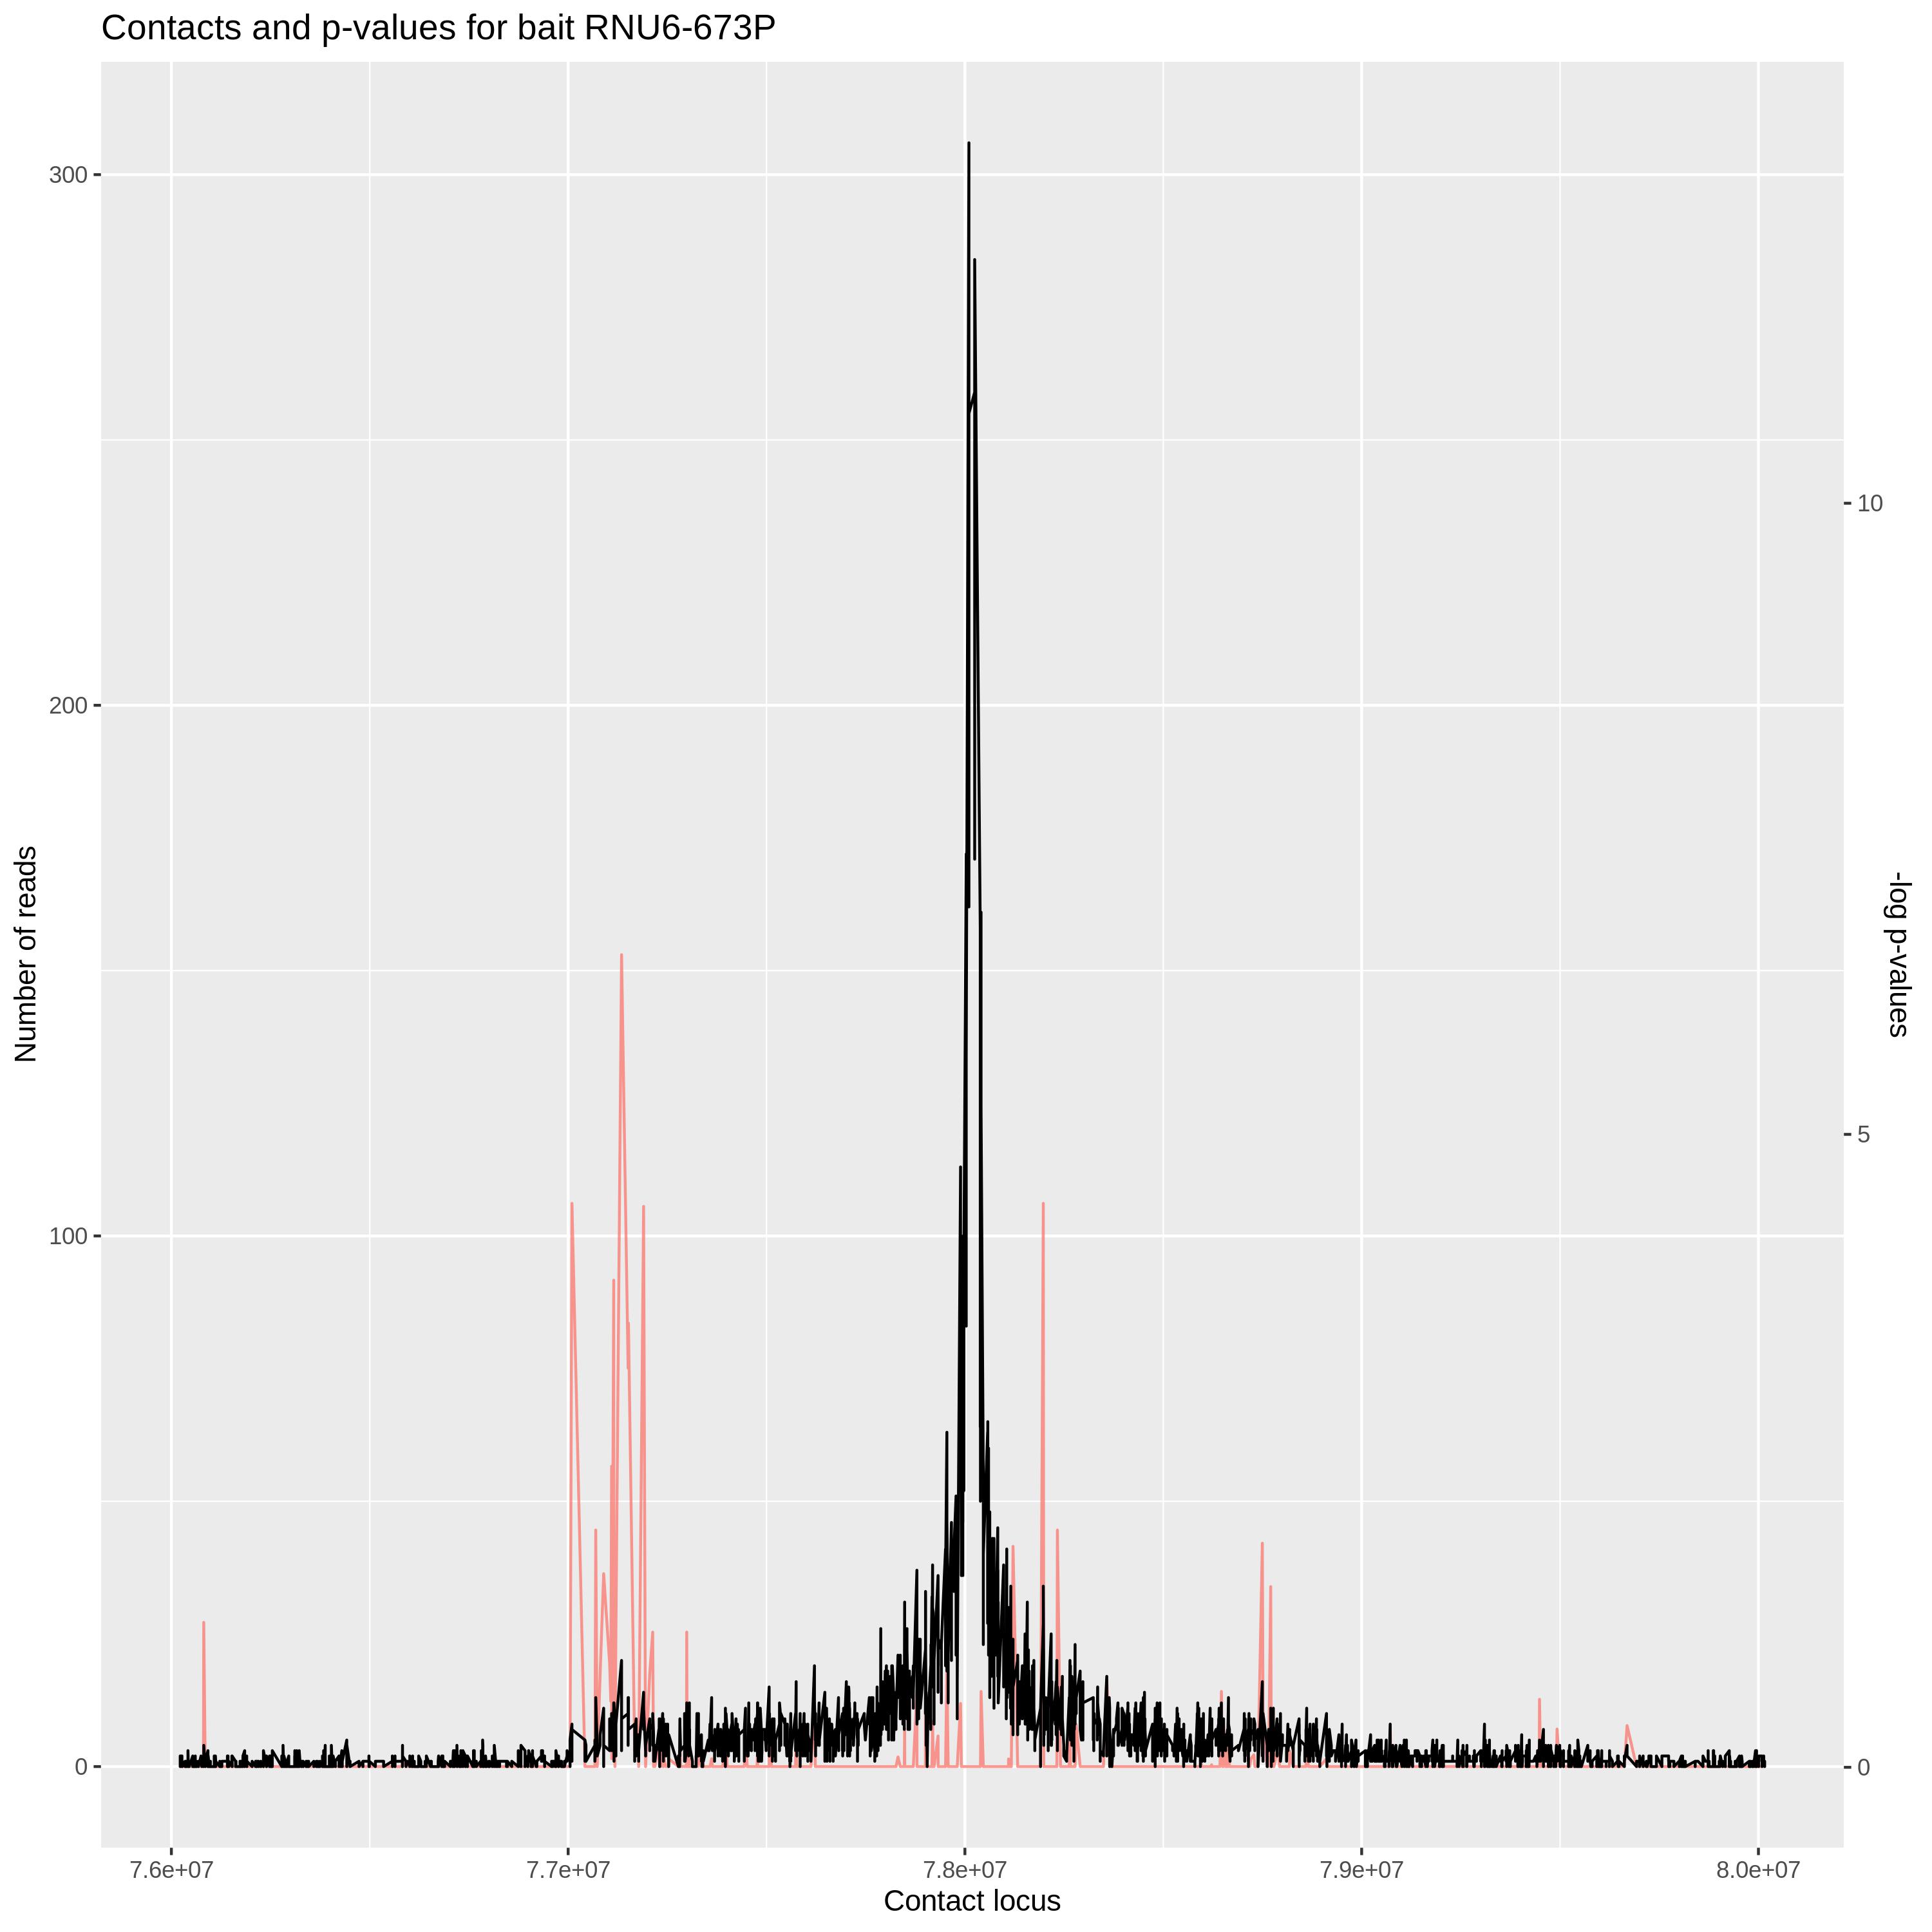 Contacts and p-values for bait RNU6-673P
300
200
100
0
Number of reads
10
5
0
-log p-values
7.6e+07 7.7e+07 7.8e+07 7.9e+07 8.0e+07
Contact locus